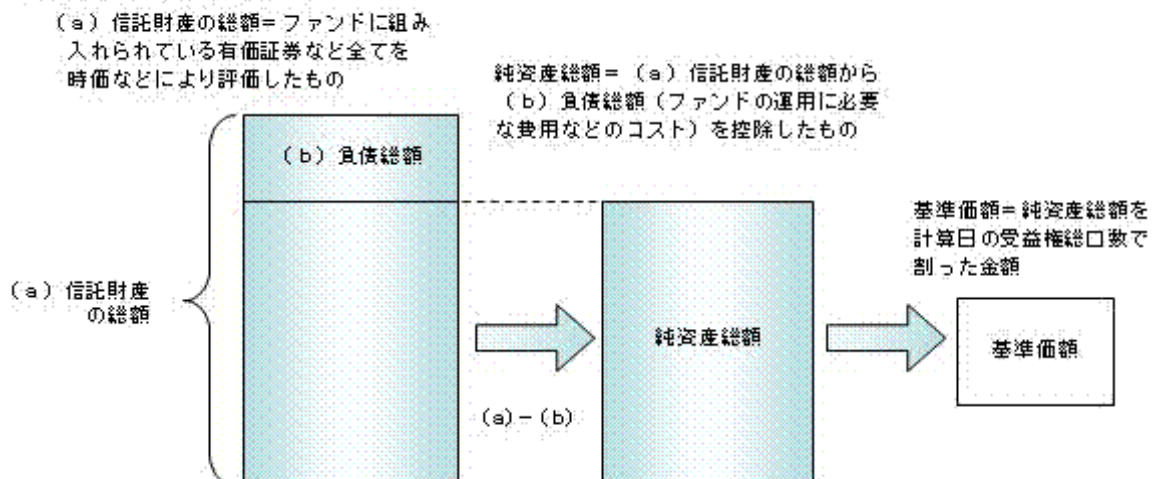 （ａ）信託財産の総額＝ファンドに組み
入れられている有価証券など全てを
時価などにより評価したもの
純資産総額＝（ａ）信託財産の総額から
（ｂ）負債総額（ファンドの運用に必要
な費用などのコスト）を控除したもの
（ｂ）負債総額
基準価額＝純資産総額を
計算日の受益権総口数で
割った金額
（ａ）信託財産
の総額
純資産総額
基準価額
（ａ）－（ｂ）